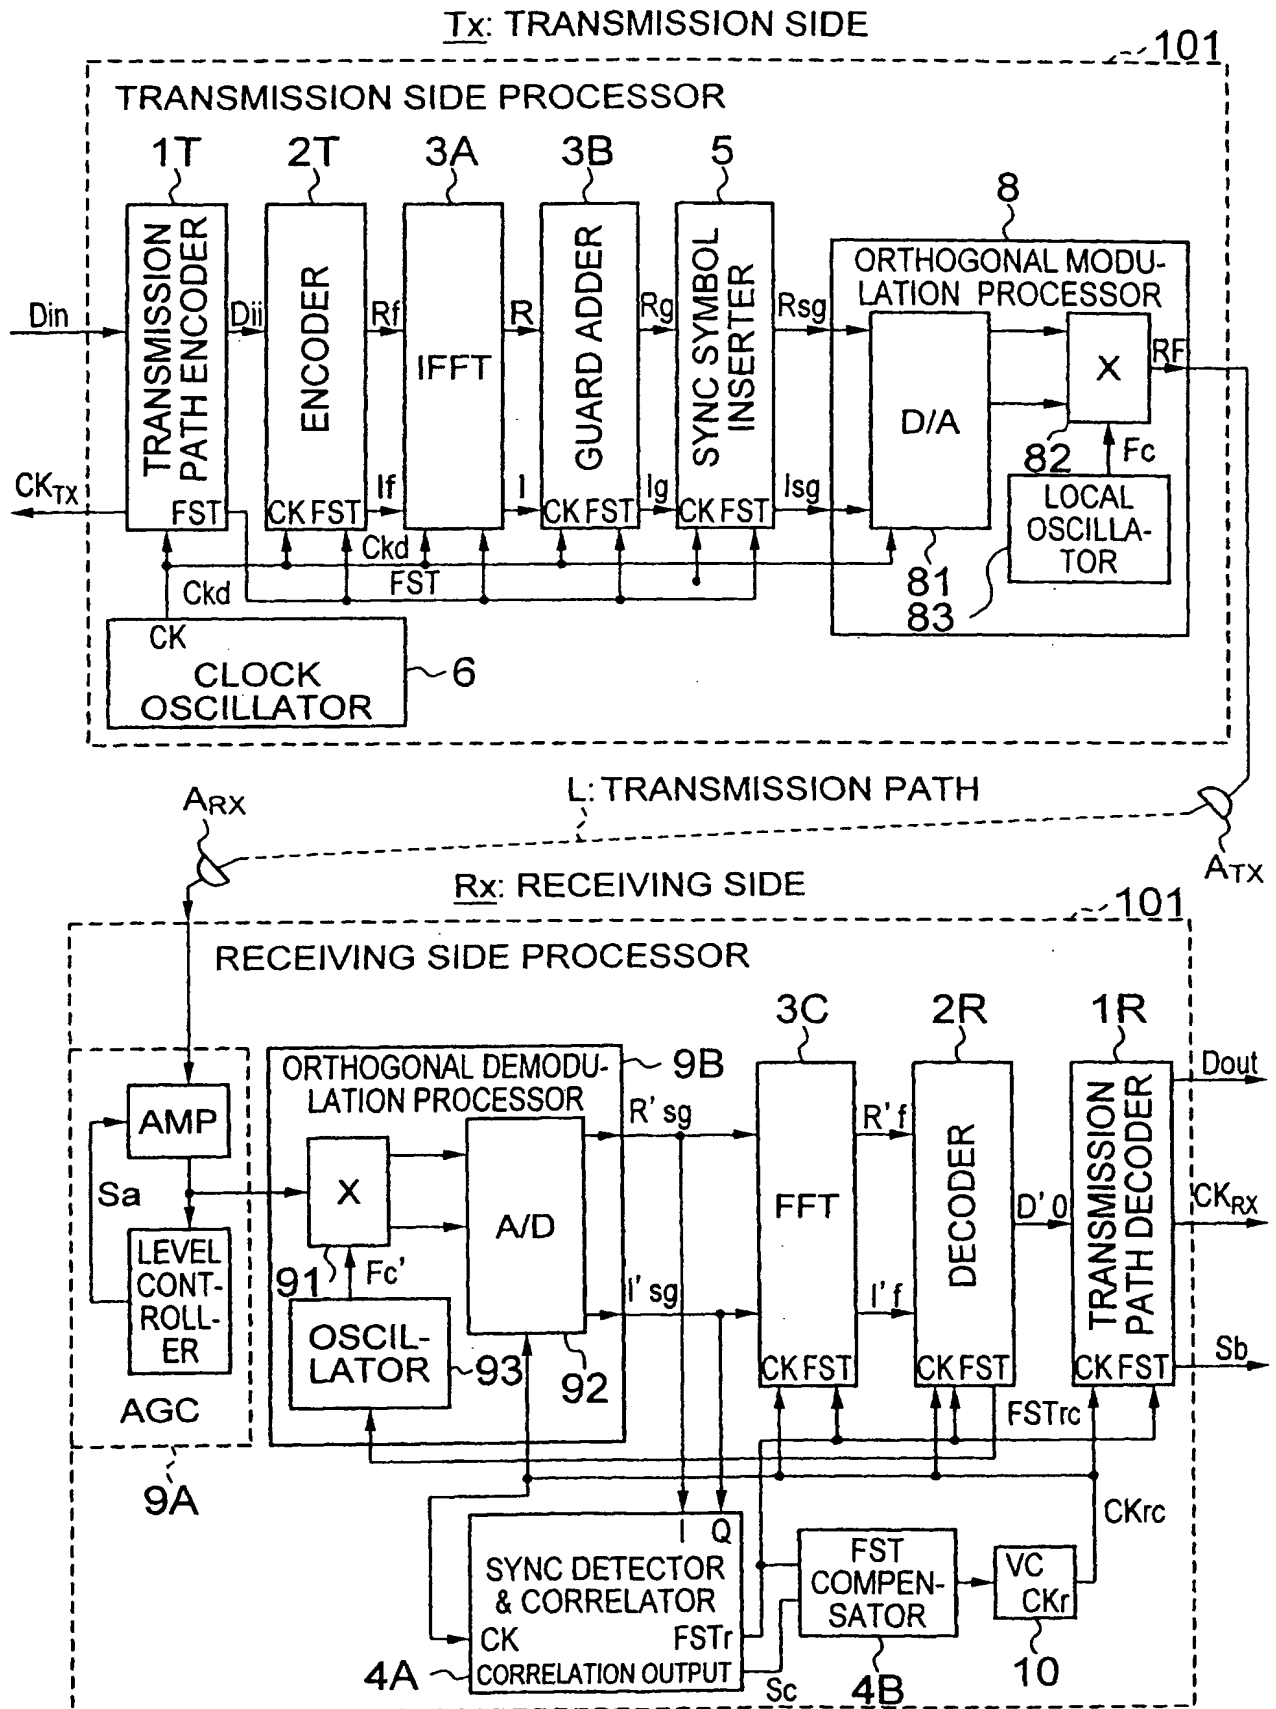 Tx: TRANSMISSION SIDE
101
TRANSMISSION SIDE PROCESSOR
1T
2T
3A
3B
5
8
TRANSMISSION
PATH ENCODER
ENCODER
IFFT
GUARD ADDER
SYNC SYMBOL
INSERTER
ORTHOGONAL MODU-
LATION PROCESSOR
Din
Dii
Rf
R
Rg
Rsg
D/A
X
RF
82
Fc
CKTX
FST
CK FST
If
I
CK FST
Ig
CK FST
Isg
LOCAL
OSCILLA-
TOR
Ckd
Ckd
FST
81
83
CK
CLOCK
OSCILLATOR
6
L: TRANSMISSION PATH
ARX
ATX
Rx: RECEIVING SIDE
101
RECEIVING SIDE PROCESSOR
3C
2R
1R
ORTHOGONAL DEMODU-
LATION PROCESSOR
9B
Dout
AMP
R' sg
R' f
X
A/D
FFT
DECODER
TRANSMISSION
PATH DECODER
Sa
D' 0
CKRX
LEVEL
CONT-
ROLL-
ER
91
Fc'
I' sg
I' f
OSCIL-
LATOR
93
92
CK FST
CK FST
CK FST
Sb
AGC
FSTrc
9A
CKrc
I
Q
SYNC DETECTOR
& CORRELATOR
CK
FSTr
CORRELATION OUTPUT
4A
Sc
FST
COMPEN-
SATOR
4B
VC
CKr
10